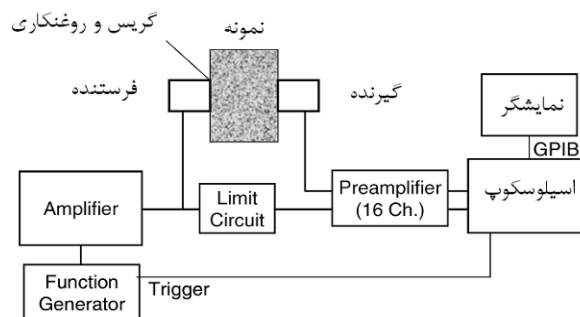 گریس و روغنکاری
نمونه
فرستنده
گیرنده
نمایشگر
GPIB
Amplifier
Limit
Circuit
Preamplifier
(16 Ch.)
اسیلوسکوپ
Function
Generator
Trigger